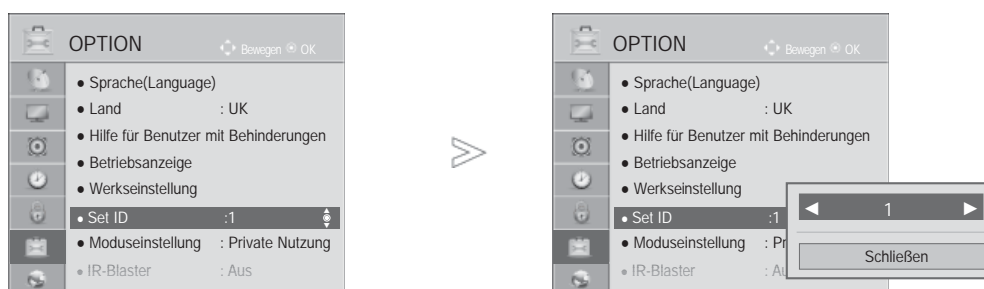 OPTION
Bewegen OK
● Sprache(Language)
● Land : UK
● Hilfe für Benutzer mit Behinderungen
● Betriebsanzeige
● Werkseinstellung
● Set ID :1
● Moduseinstellung : Private Nutzung
● IR-Blaster : Aus
OPTION
Bewegen OK
● Sprache(Language)
● Land : UK
● Hilfe für Benutzer mit Behinderungen
● Betriebsanzeige
● Werkseinstellung
● Set ID :1
● Moduseinstellung : Pr
● IR-Blaster : Au
◀ 1 ▶
Schließen